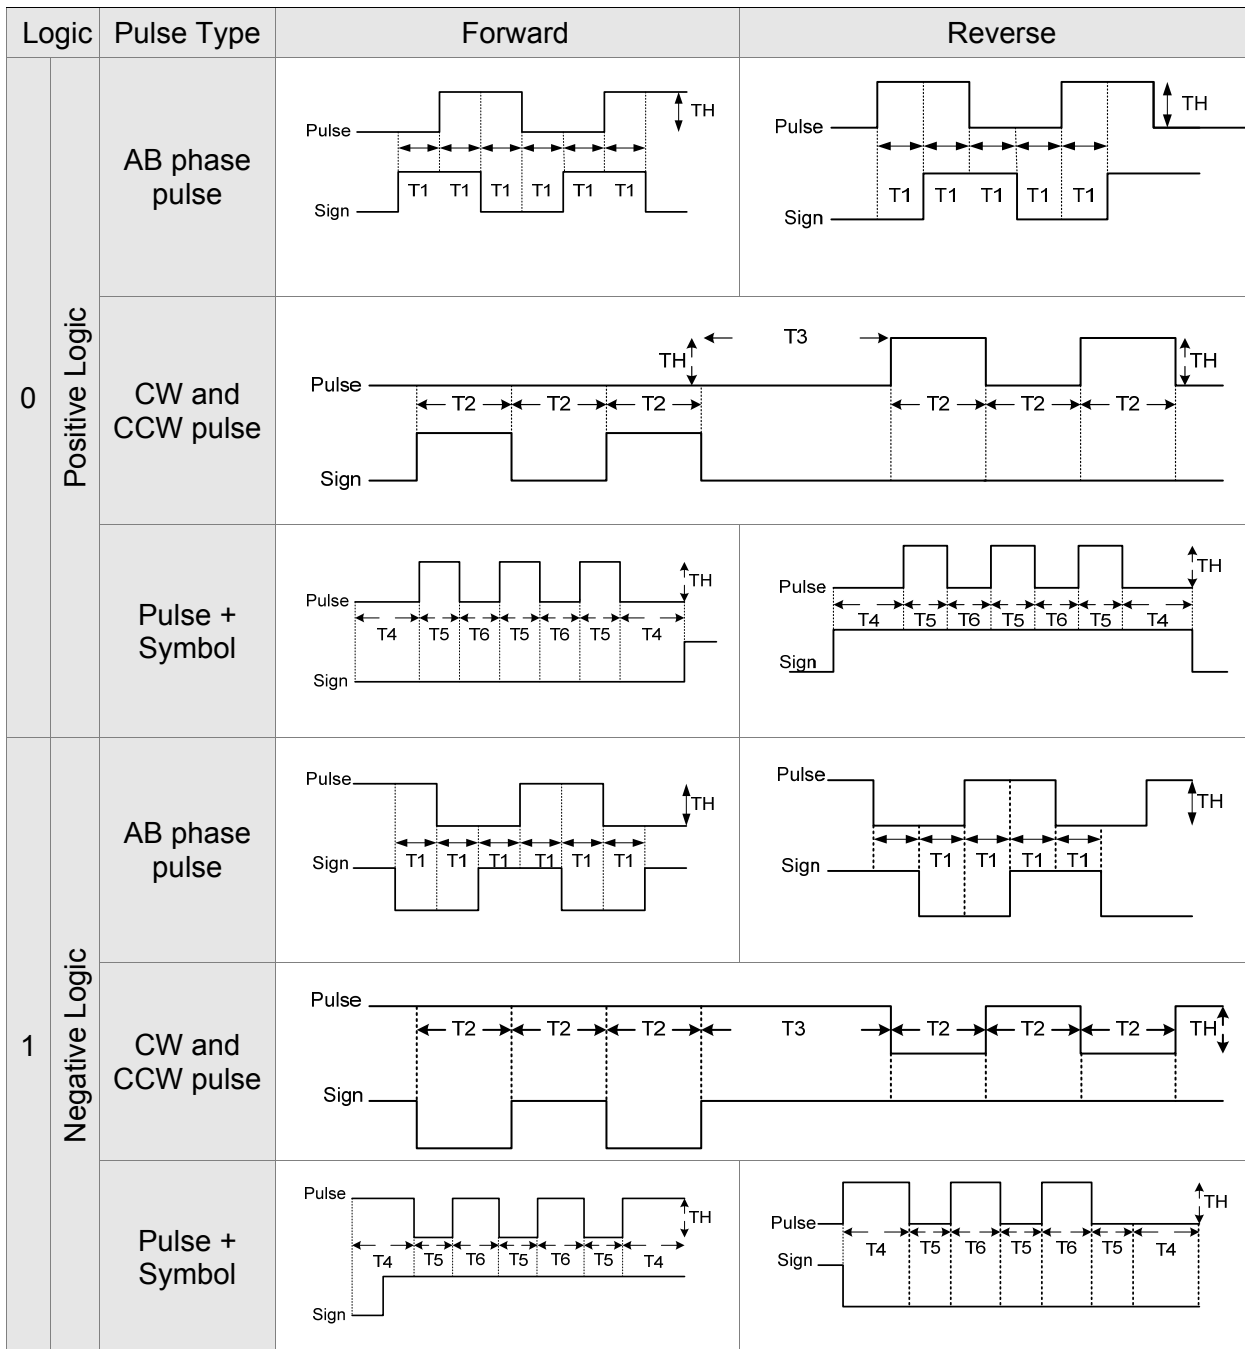 Logic Pulse Type Forward Reverse
0
Positive Logic
AB phase
pulse
Pulse
TH
T1 T1 T1 T1 T1 T1
Sign
Pulse
TH
T1 T1 T1 T1 T1
Sign
CW and
CCW pulse
T3
TH
TH
Pulse
T2 T2 T2 T2 T2 T2
Sign
Pulse +
Symbol
TH
Pulse
T4 T5 T6 T5 T6 T5 T4
Sign
TH
Pulse
T4 T5 T6 T5 T6 T5 T4
Sign
1
Negative Logic
AB phase
pulse
Pulse
TH
Sign
T1 T1 T1 T1 T1 T1
Pulse
TH
Sign
T1 T1 T1 T1
CW and
CCW pulse
Pulse
T2 T2 T2 T3 T2 T2 T2 TH
Sign
Pulse +
Symbol
Pulse
TH
T4 T5 T6 T5 T6 T5 T4
Sign
TH
Pulse
T4 T5 T6 T5 T6 T5 T4
Sign